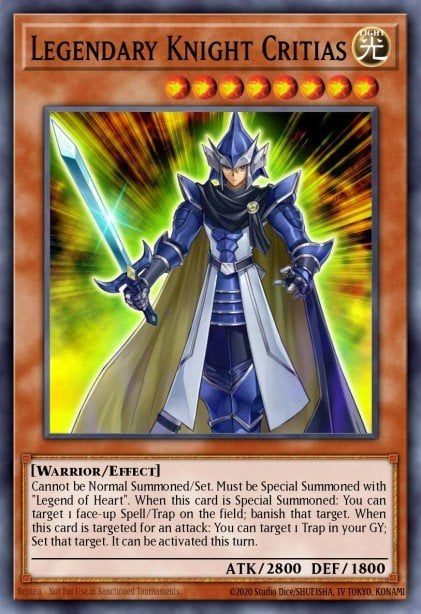 LEGENDARY KNIGHT CRITIAS
LIGHT
光
[WARRIOR/EFFECT]
Cannot be Normal Summoned/Set. Must be Special Summoned with
"Legend of Heart". When this card is Special Summoned: You can
target 1 face-up Spell/Trap on the field; banish that target. When
this card is targeted for an attack: You can target 1 Trap in your GY;
Set that target. It can be activated this turn.
ATK/2800 DEF/1800
Replica - Not For Use in Sanctioned Tournaments
©2020 Studio Dice/SHUEISHA, TV TOKYO, KONAMI